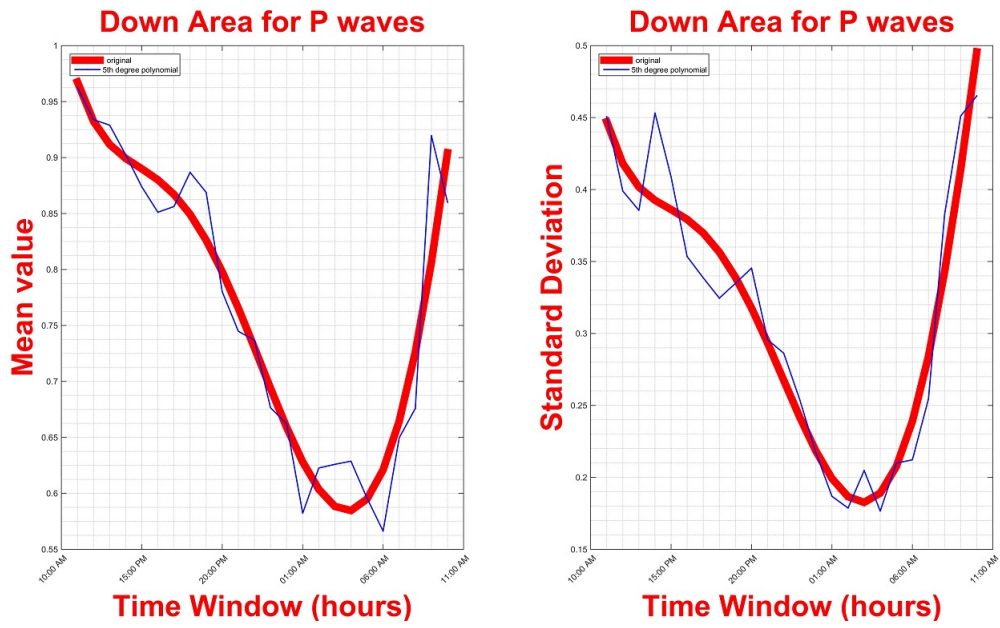 Down Area for P waves
original
5th degree polynomial
Mean value
1
0.95
0.9
0.85
0.8
0.75
0.7
0.65
0.6
0.55
10:00 AM
15:00 PM
20:00 PM
01:00 AM
06:00 AM
11:00 AM
Time Window (hours)
Down Area for P waves
original
5th degree polynomial
Standard Deviation
0.5
0.45
0.4
0.35
0.3
0.25
0.2
0.15
10:00 AM
15:00 PM
20:00 PM
01:00 AM
06:00 AM
11:00 AM
Time Window (hours)